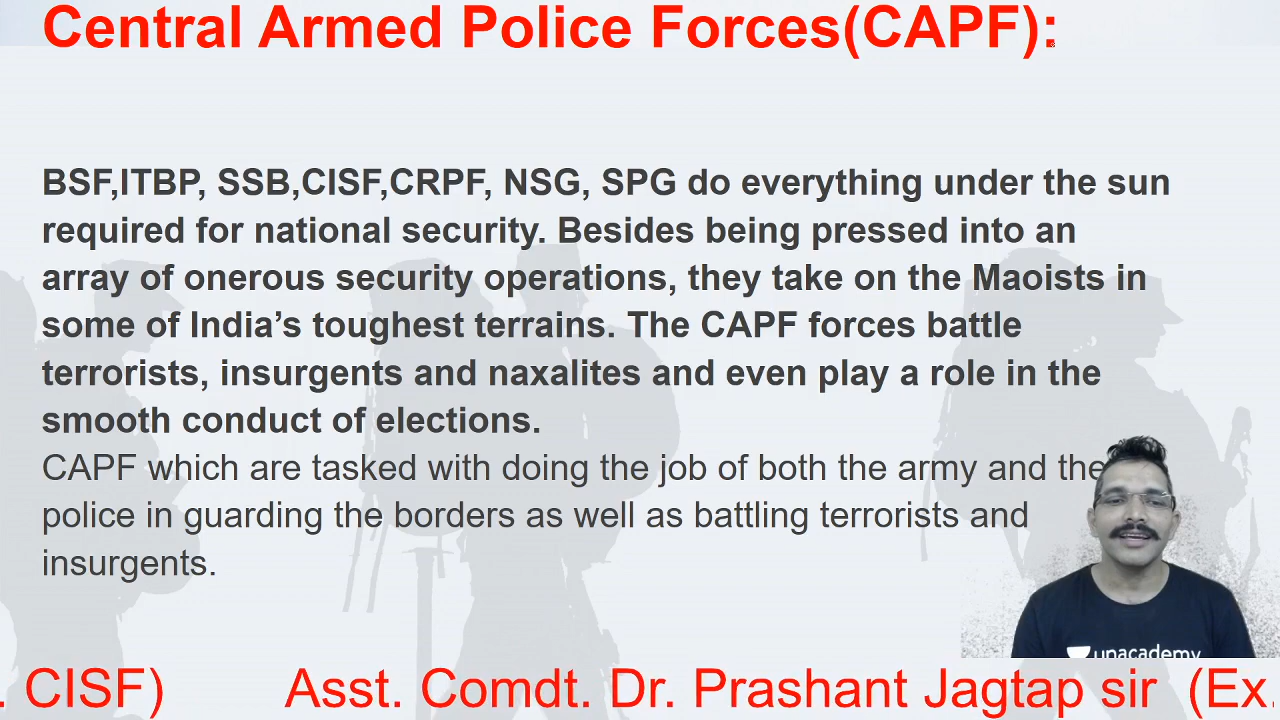 Central Armed Police Forces(CAPF):
BSF,ITBP, SSB,CISF,CRPF, NSG, SPG do everything under the sun
required for national security. Besides being pressed into an
array of onerous security operations, they take on the Maoists in
some of India’s toughest terrains. The CAPF forces battle
terrorists, insurgents and naxalites and even play a role in the
smooth conduct of elections.
CAPF which are tasked with doing the job of both the army and the
police in guarding the borders as well as battling terrorists and
insurgents.
unacademy
. CISF) Asst. Comdt. Dr. Prashant Jagtap sir (Ex.